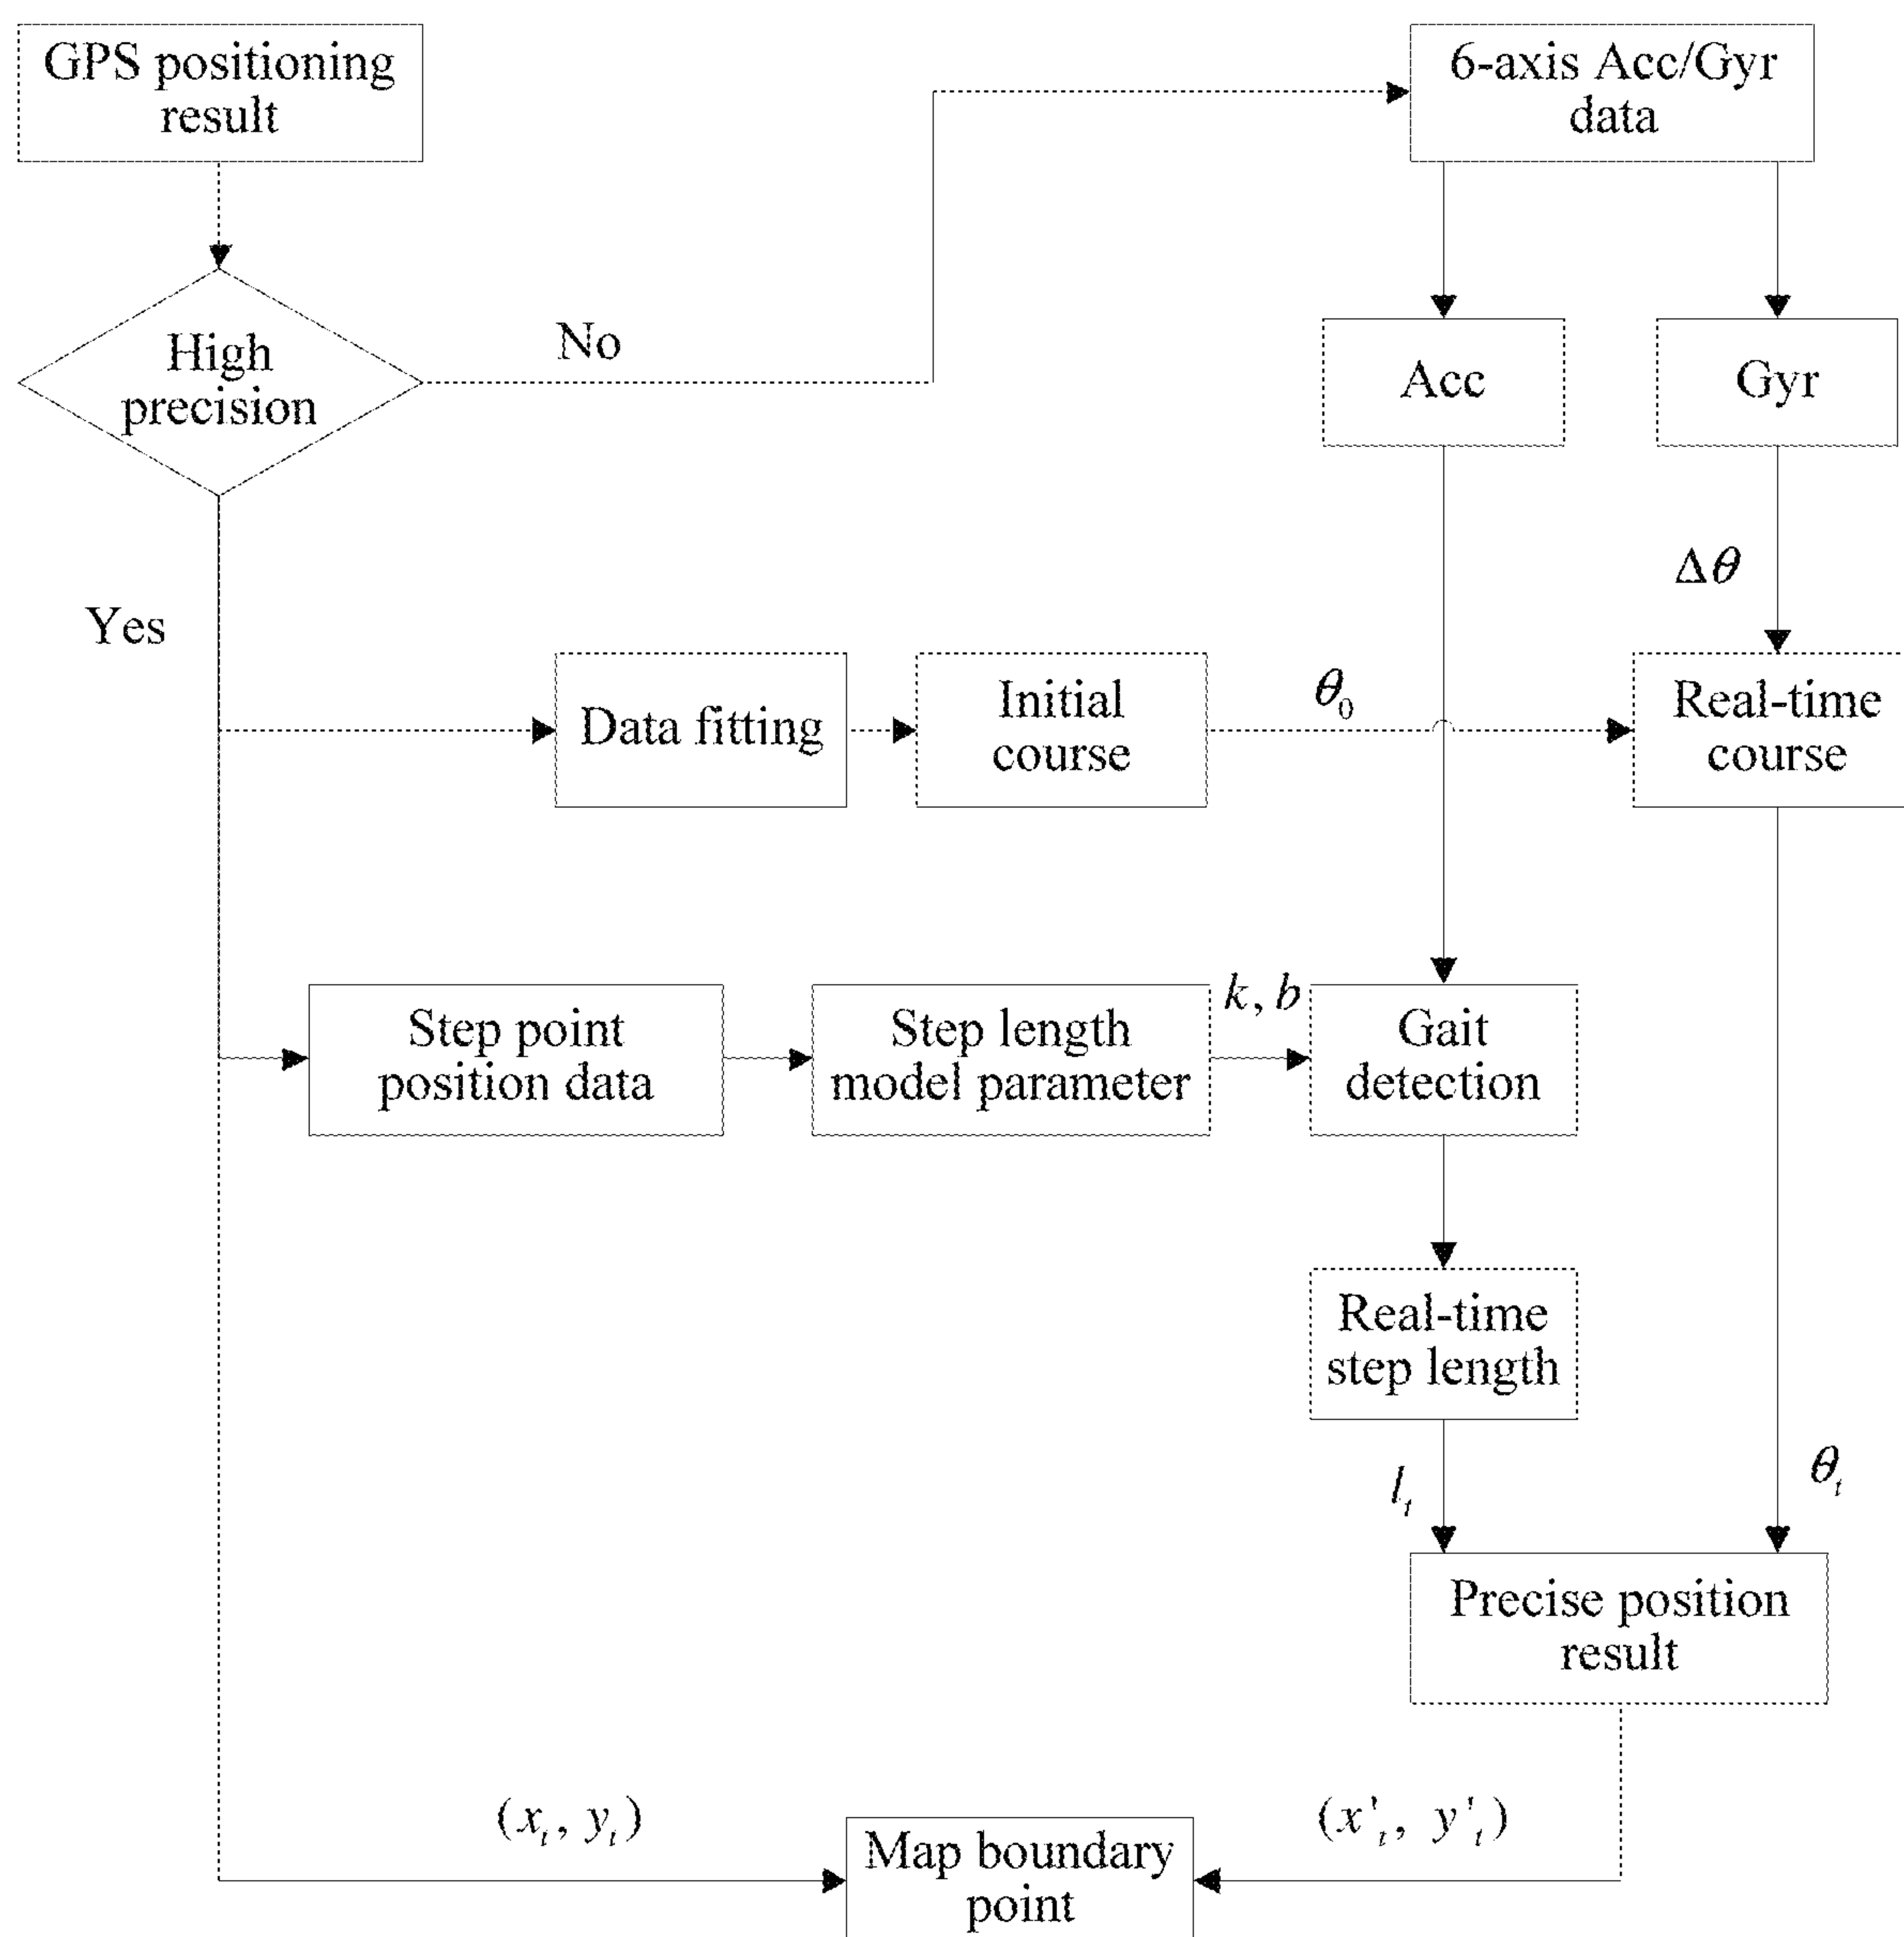 GPS positioning
result
6-axis Acc/Gyr
data
High
precision
No
Acc
Gyr
Yes
Δθ
Data fitting
Initial
course
θ₀
Real-time
course
Step point
position data
Step length
model parameter
k, b
Gait
detection
Real-time
step length
lₜ
θₜ
Precise position
result
(xₜ, yₜ)
(x'ₜ, y'ₜ)
Map boundary
point